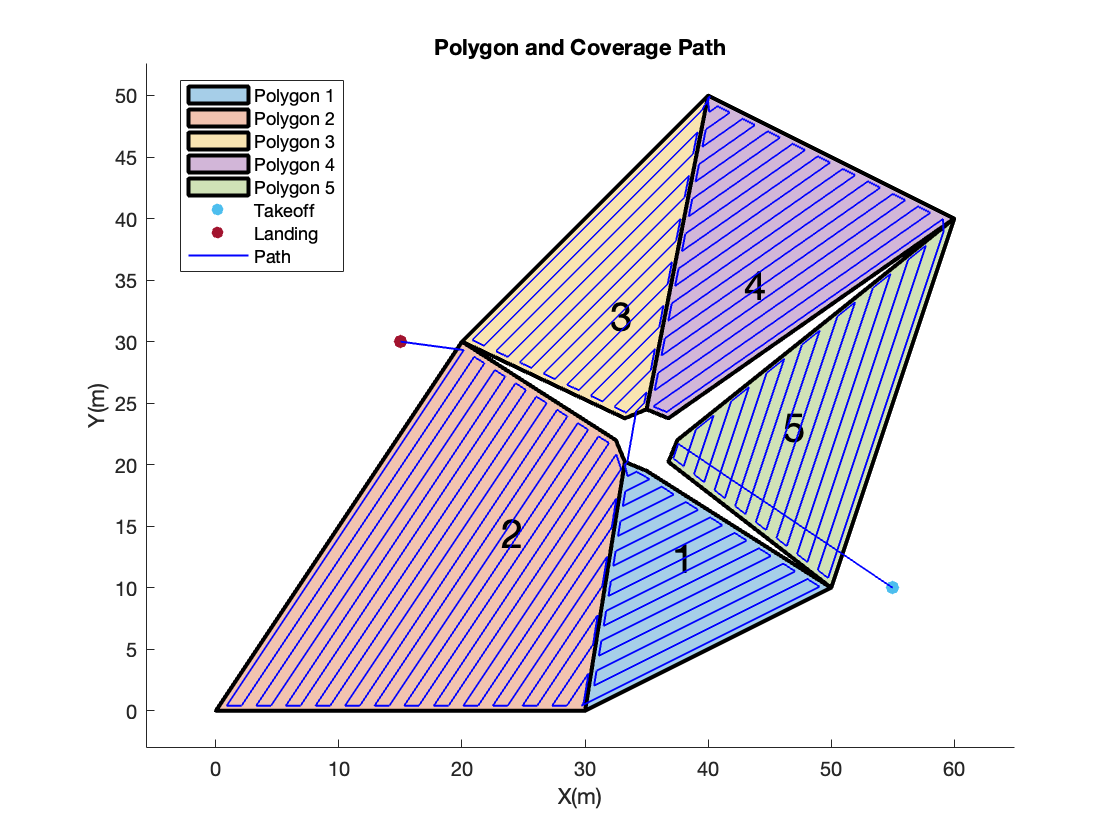 Polygon and Coverage Path
Polygon 1
Polygon 2
Polygon 3
Polygon 4
Polygon 5
Takeoff
Landing
Path
50
45
40
35
30
25
20
15
10
5
0
Y(m)
4
3
5
2
1
0 10 20 30 40 50 60
X(m)